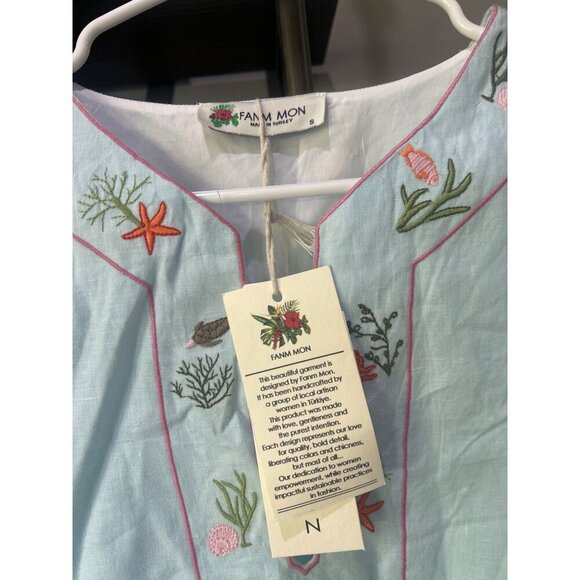 FANM MON
MADE IN TURKEY
S
FANM MON
This beautiful garment is
designed by Fanm Mon.
It has been handcrafted by
a group of local artisan
women in Türkiye.
This product was made
with love, gentleness and
the purest intention.
Each design represents our love
for quality, bold detail,
liberating colors and chicness,
but most of all...
Our dedication to women
empowerment, while creating
impactful sustainable practices
in fashion.
N